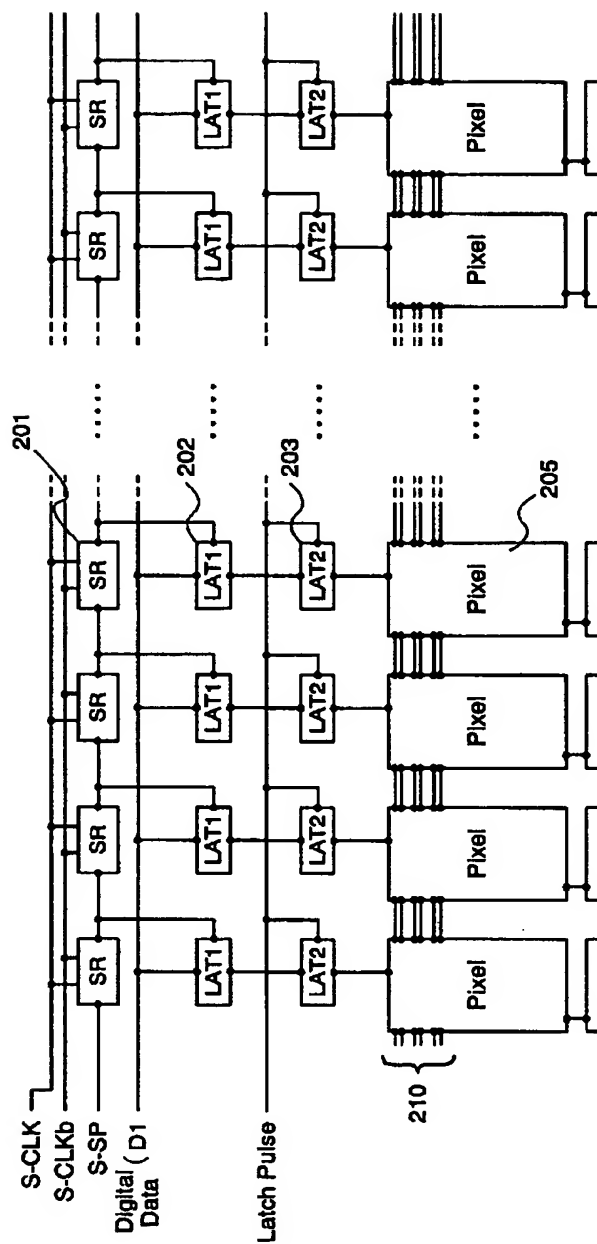 S-CLK
S-CLKb
S-SP
Digital Data ( D1
Latch Pulse
201
202
203
205
210
SR SR SR SR SR SR
LAT1 LAT1 LAT1 LAT1 LAT1 LAT1
LAT2 LAT2 LAT2 LAT2 LAT2 LAT2
Pixel Pixel Pixel Pixel Pixel Pixel